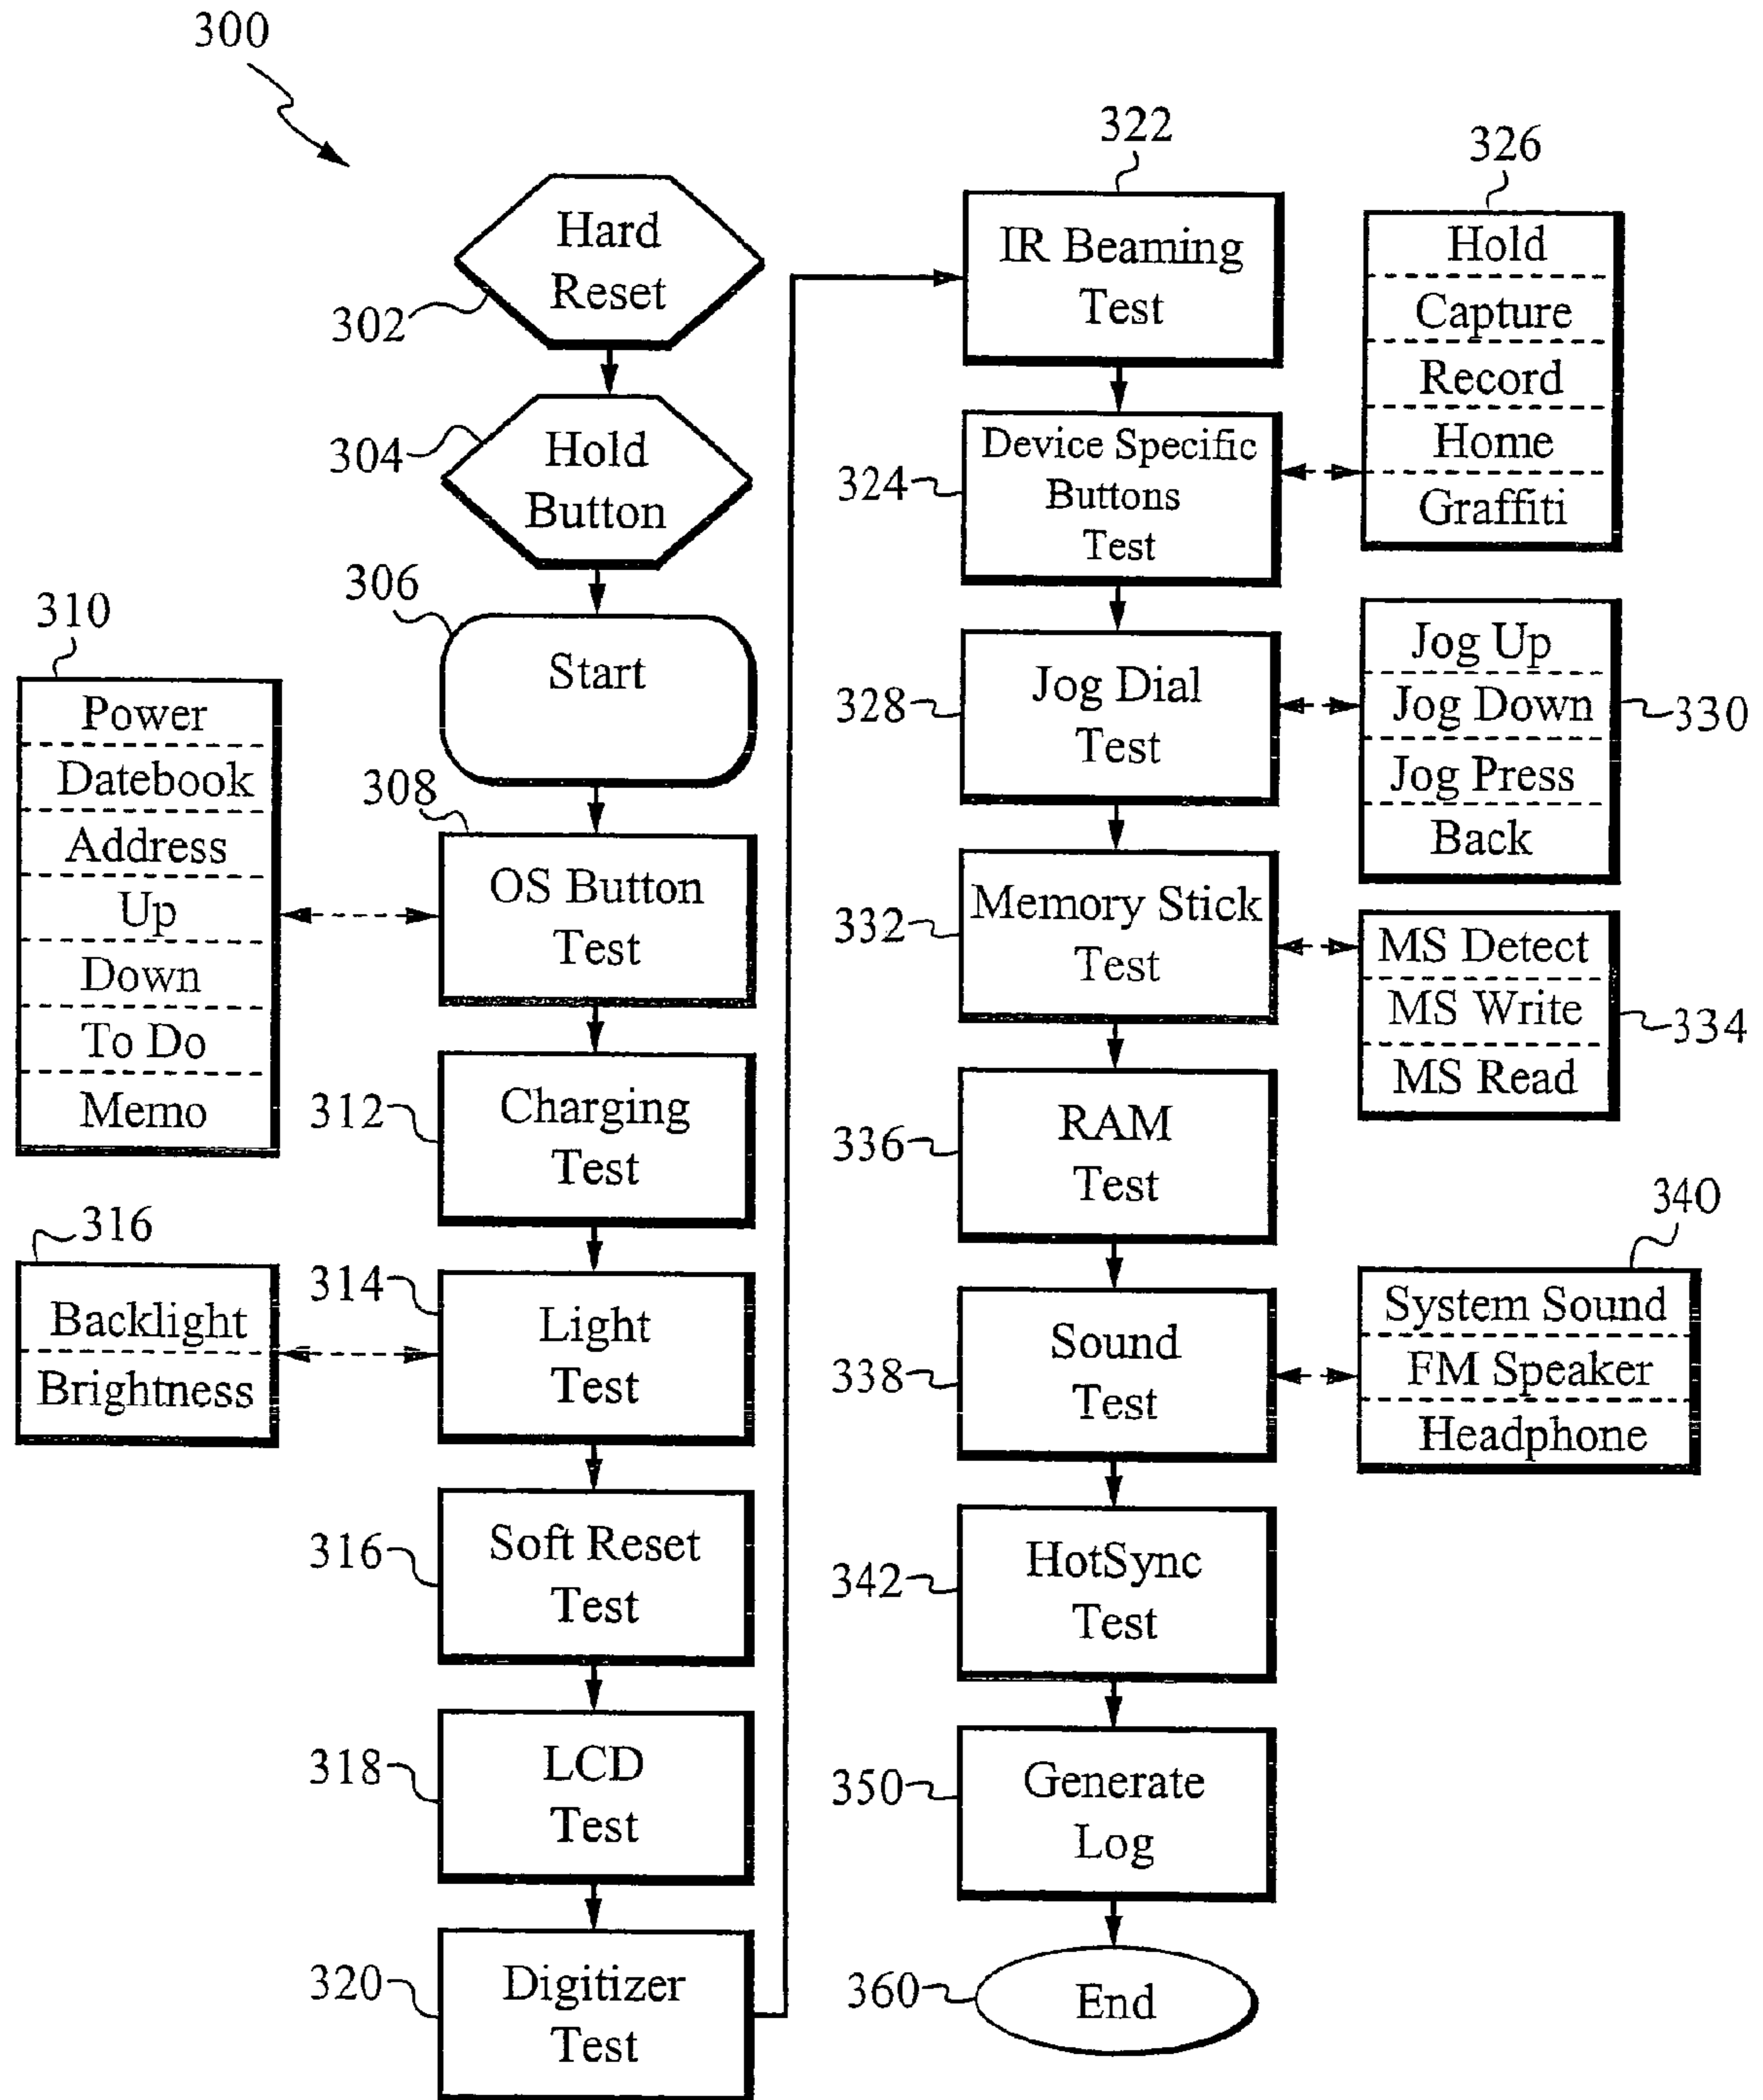 300
Hard
Reset
302
304
Hold
Button
306
Start
310
Power
Datebook
Address
Up
Down
To Do
Memo
308
OS Button
Test
312
Charging
Test
316
Backlight
Brightness
314
Light
Test
316
Soft Reset
Test
318
LCD
Test
320
Digitizer
Test
322
IR Beaming
Test
326
Hold
Capture
Record
Home
Graffiti
324
Device Specific
Buttons
Test
328
Jog Dial
Test
Jog Up
Jog Down
Jog Press
Back
330
332
Memory Stick
Test
MS Detect
MS Write
MS Read
334
336
RAM
Test
340
System Sound
FM Speaker
Headphone
338
Sound
Test
342
HotSync
Test
350
Generate
Log
360
End